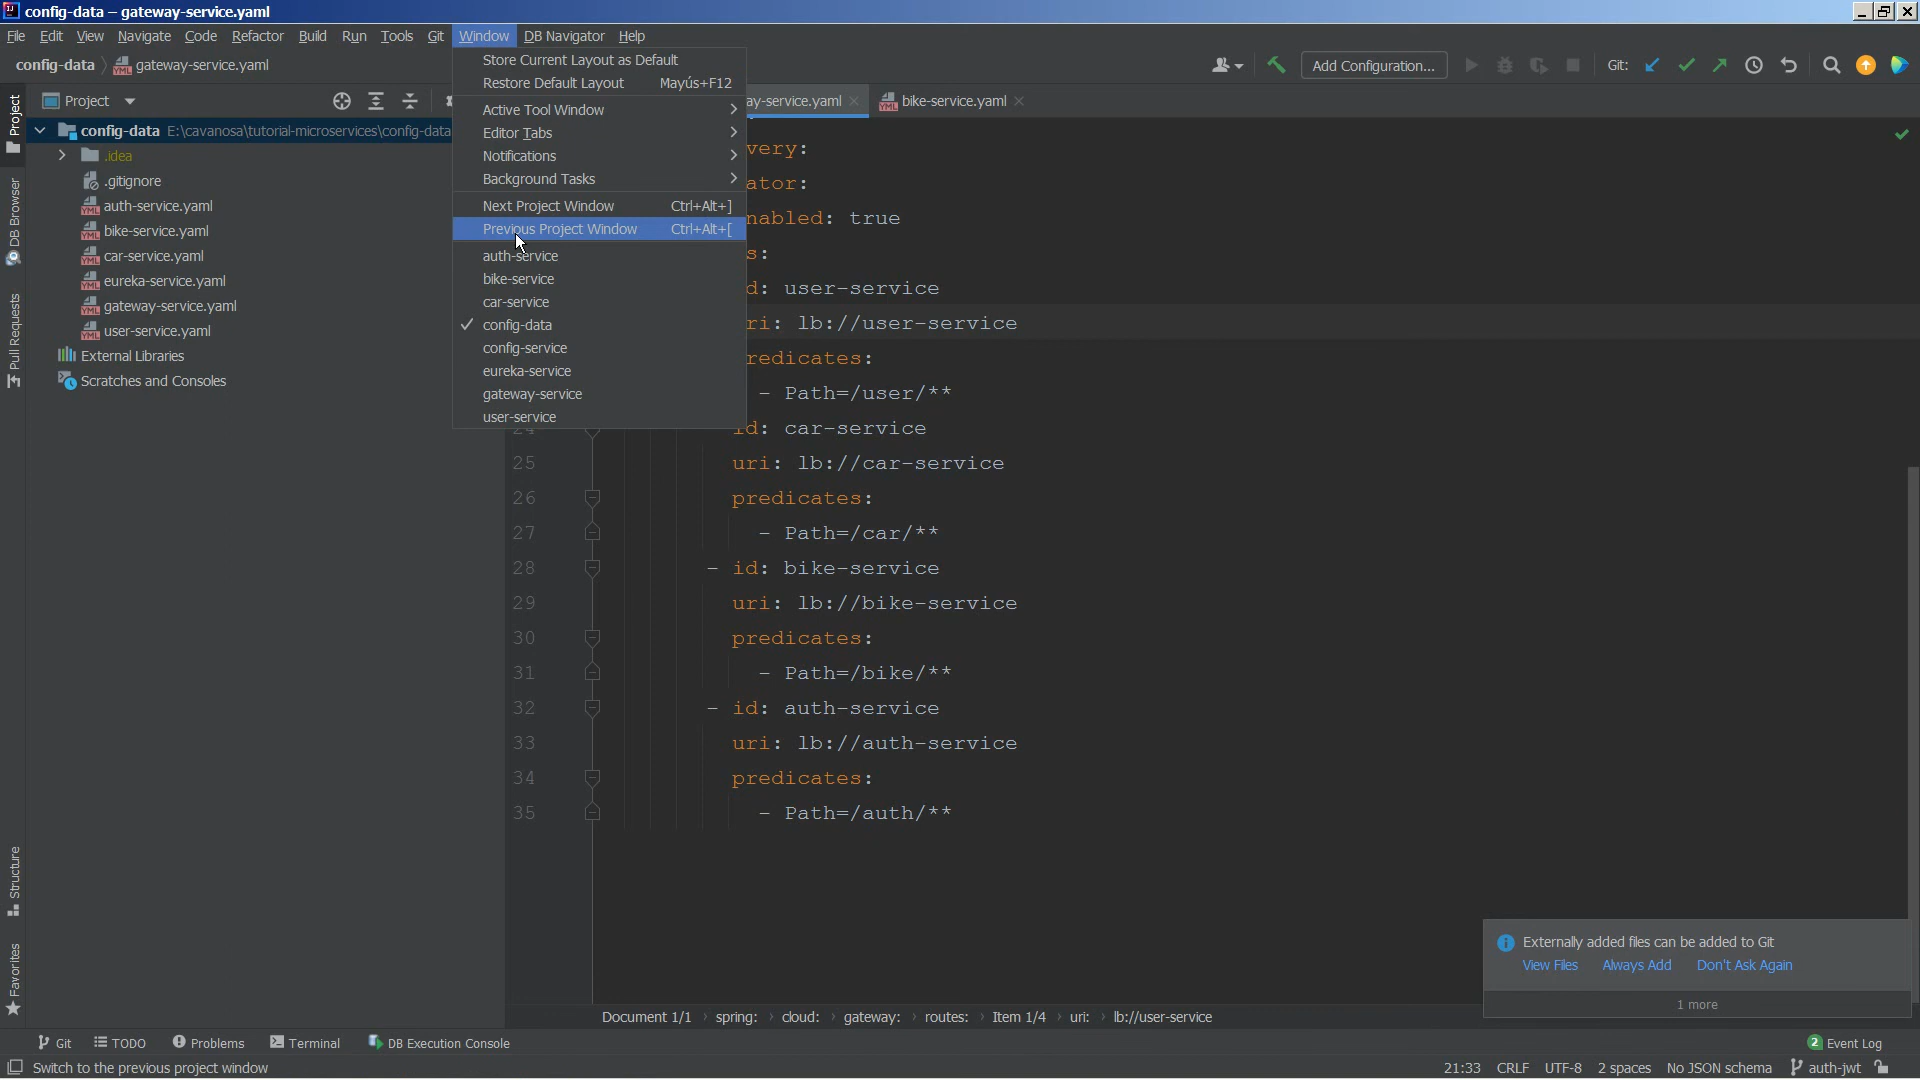 config-data – gateway-service.yaml
File Edit View Navigate Code Refactor Build Run Tools Git Window DB Navigator Help
config-data gateway-service.yaml
Add Configuration...
Git:
Project
ay-service.yaml
bike-service.yaml
Store Current Layout as Default
Restore Default Layout Mayús+F12
Active Tool Window
Editor Tabs
Notifications
Background Tasks
Next Project Window Ctrl+Alt+]
Previous Project Window Ctrl+Alt+[
auth-service
bike-service
car-service
config-data
config-service
eureka-service
gateway-service
user-service
Project
DB Browser
Pull Requests
Structure
Favorites
config-data E:\cavanosa\tutorial-microservices\config-data
.idea
.gitignore
auth-service.yaml
bike-service.yaml
car-service.yaml
eureka-service.yaml
gateway-service.yaml
user-service.yaml
External Libraries
Scratches and Consoles
very:
ator:
nabled: true
s:
d: user-service
ri: lb://user-service
redicates:
- Path=/user/**
24 id: car-service
25 uri: lb://car-service
26 predicates:
27 - Path=/car/**
28 - id: bike-service
29 uri: lb://bike-service
30 predicates:
31 - Path=/bike/**
32 - id: auth-service
33 uri: lb://auth-service
34 predicates:
35 - Path=/auth/**
Externally added files can be added to Git
View Files Always Add Don't Ask Again
1 more
Document 1/1 spring: cloud: gateway: routes: Item 1/4 uri: lb://user-service
Git TODO Problems Terminal DB Execution Console
2 Event Log
Switch to the previous project window
21:33 CRLF UTF-8 2 spaces No JSON schema auth-jwt